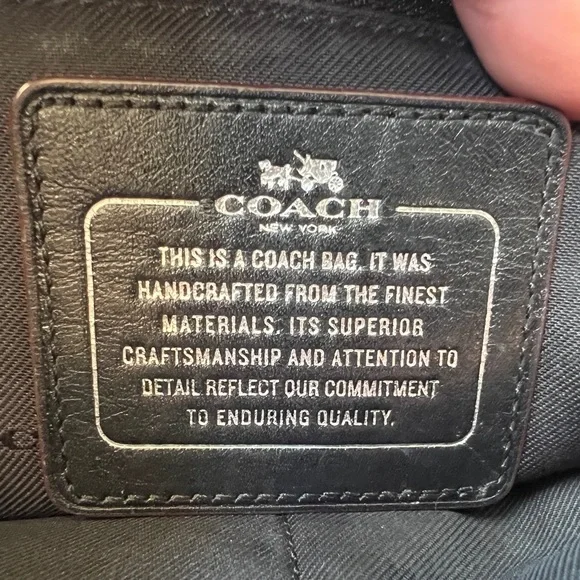 COACH
NEW YORK
THIS IS A COACH BAG. IT WAS
HANDCRAFTED FROM THE FINEST
MATERIALS. ITS SUPERIOR
CRAFTSMANSHIP AND ATTENTION TO
DETAIL REFLECT OUR COMMITMENT
TO ENDURING QUALITY.